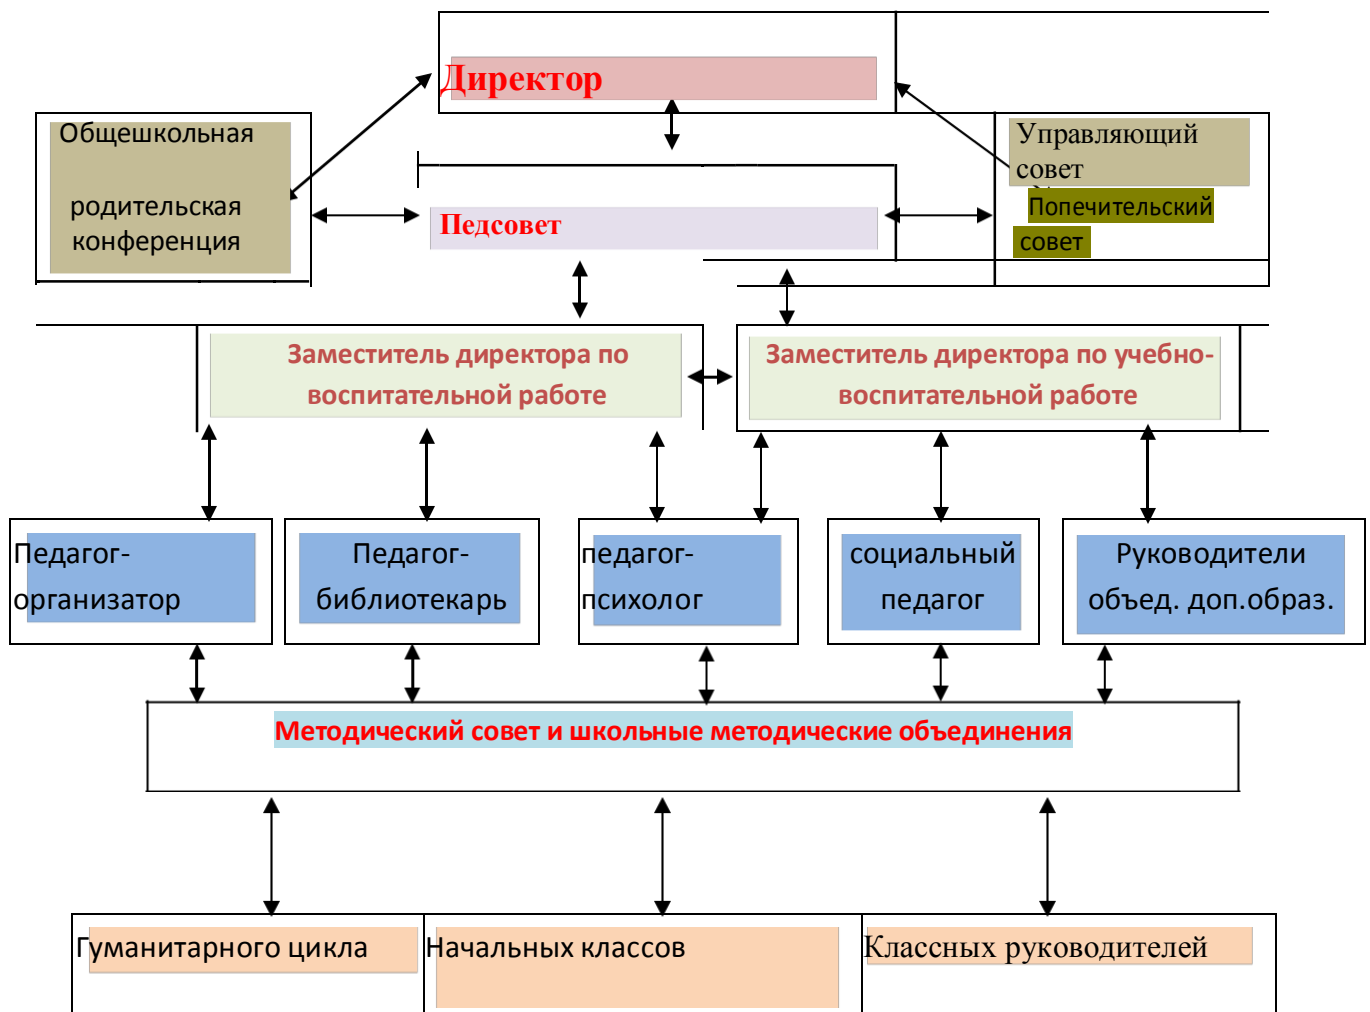 Директор
Общешкольная
родительская
конференция
Управляющий
совет
Попечительский
совет
Педсовет
Заместитель директора по
воспитательной работе
Заместитель директора по учебно-
воспитательной работе
Педагог-
организатор
Педагог-
библиотекарь
педагог-
психолог
социальный
педагог
Руководители
объед. доп.образ.
Методический совет и школьные методические объединения
Гуманитарного цикла
Начальных классов
Классных руководителей